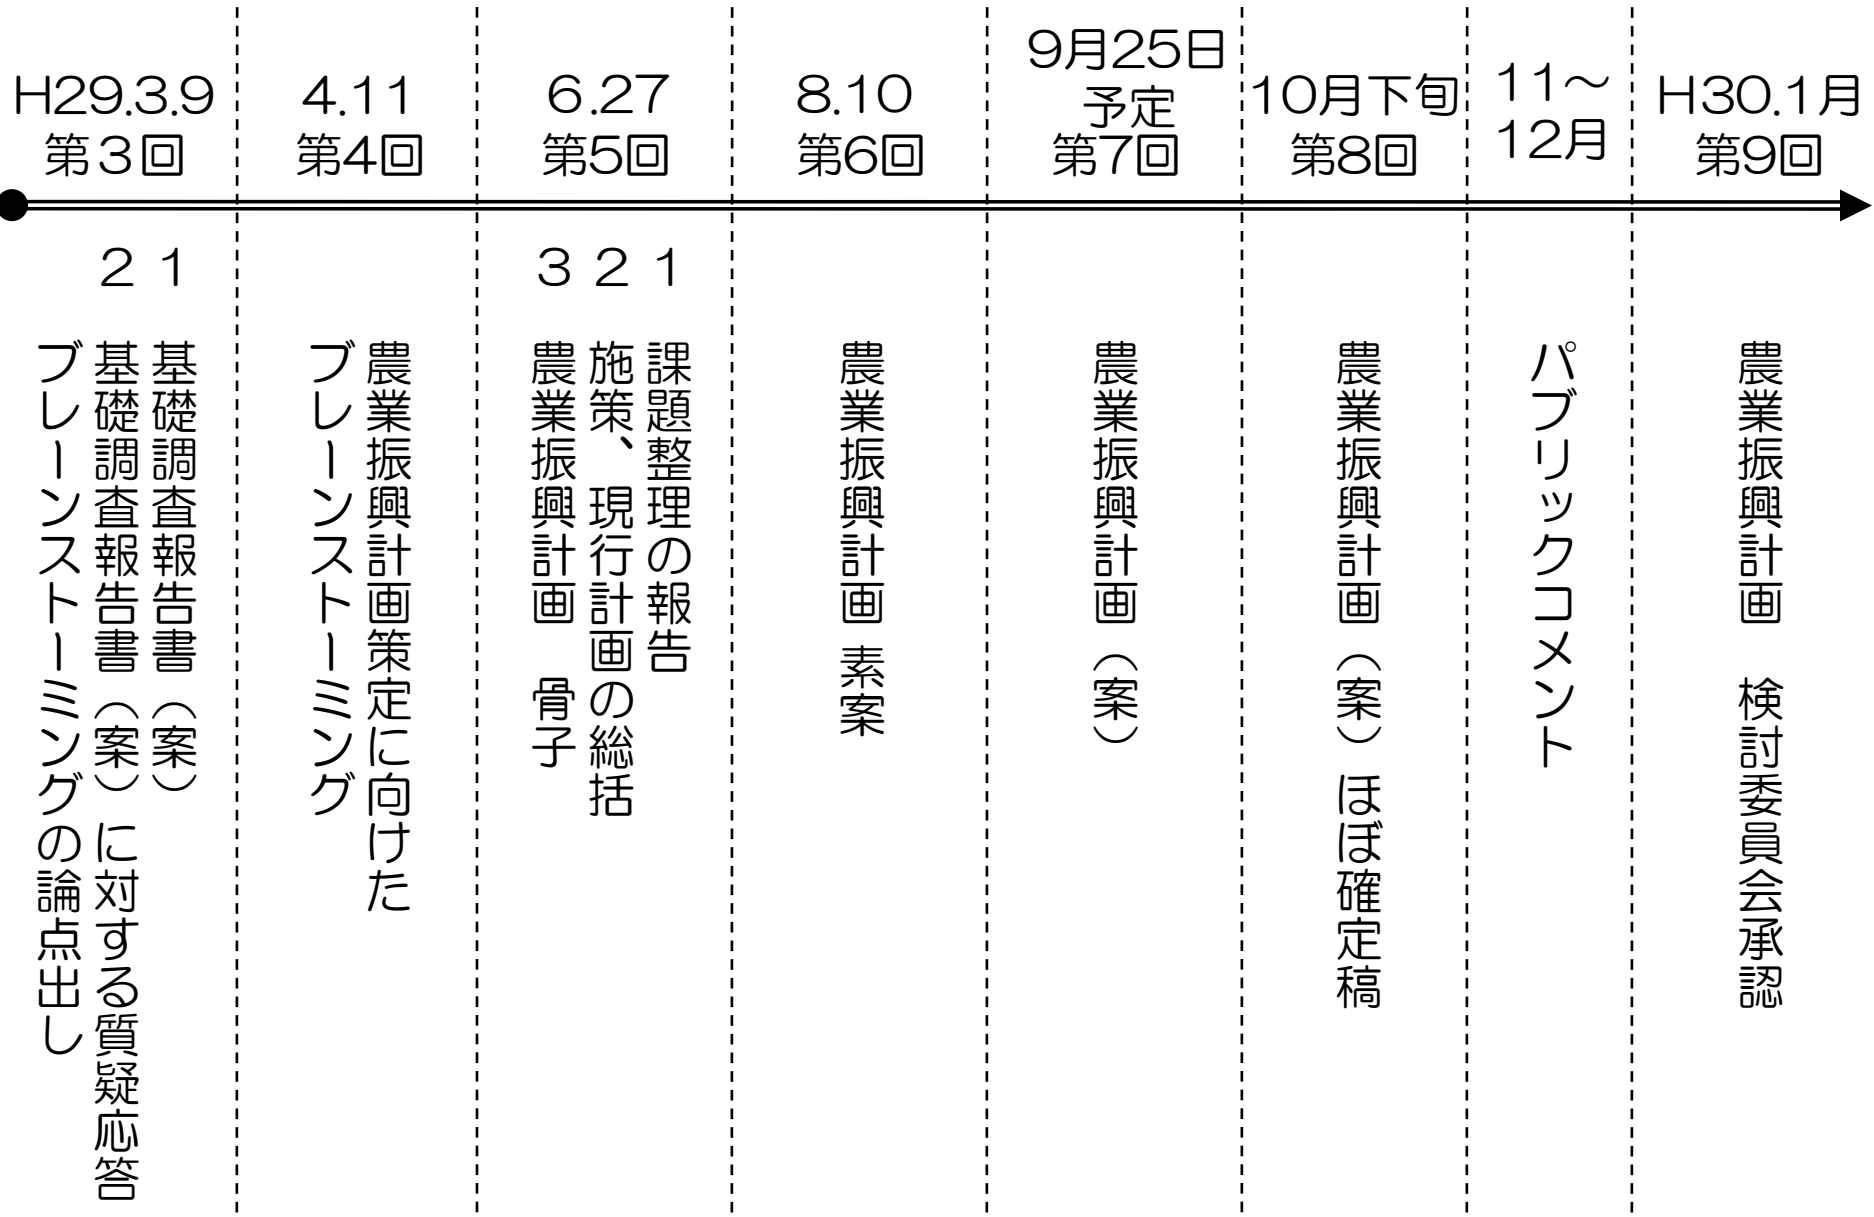 H29.3.9
第3回
4.11
第4回
6.27
第5回
8.10
第6回
9月25日
予定
第7回
10月下旬
第8回
11～
12月
H30.1月
第9回
1 基礎調査報告書（案）
2 基礎調査報告書（案）に対する質疑応答
ブレーンストーミングの論点出し
農業振興計画策定に向けた
ブレーンストーミング
1 課題整理の報告
2 施策、現行計画の総括
3 農業振興計画 骨子
農業振興計画 素案
農業振興計画（案）
農業振興計画（案）ほぼ確定稿
パブリックコメント
農業振興計画 検討委員会承認